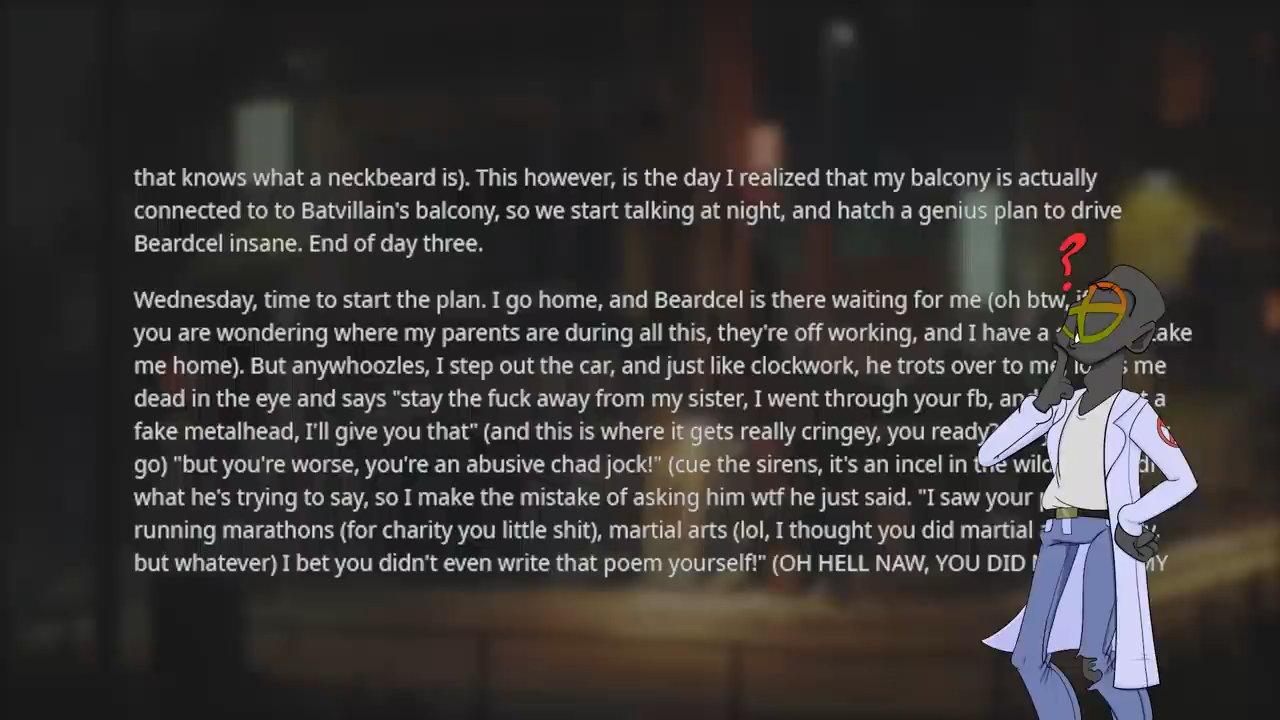 that knows what a neckbeard is). This however, is the day I realized that my balcony is actually
connected to to Batvillain's balcony, so we start talking at night, and hatch a genius plan to drive
Beardcel insane. End of day three.
Wednesday, time to start the plan. I go home, and Beardcel is there waiting for me (oh btw,
you are wondering where my parents are during all this, they're off working, and I have a
me home). But anywhoozles, I step out the car, and just like clockwork, he trots over to me me
dead in the eye and says "stay the fuck away from my sister, I went through your fb, a
fake metalhead, I'll give you that" (and this is where it gets really cringey, you ready?
go) "but you're worse, you're an abusive chad jock!" (cue the sirens, it's an incel in the
what he's trying to say, so I make the mistake of asking him wtf he just said. "I saw your
running marathons (for charity you little shit), martial arts (lol, I thought you did martial
but whatever) I bet you didn't even write that poem yourself!" (OH HELL NAW, YOU DID MY
?